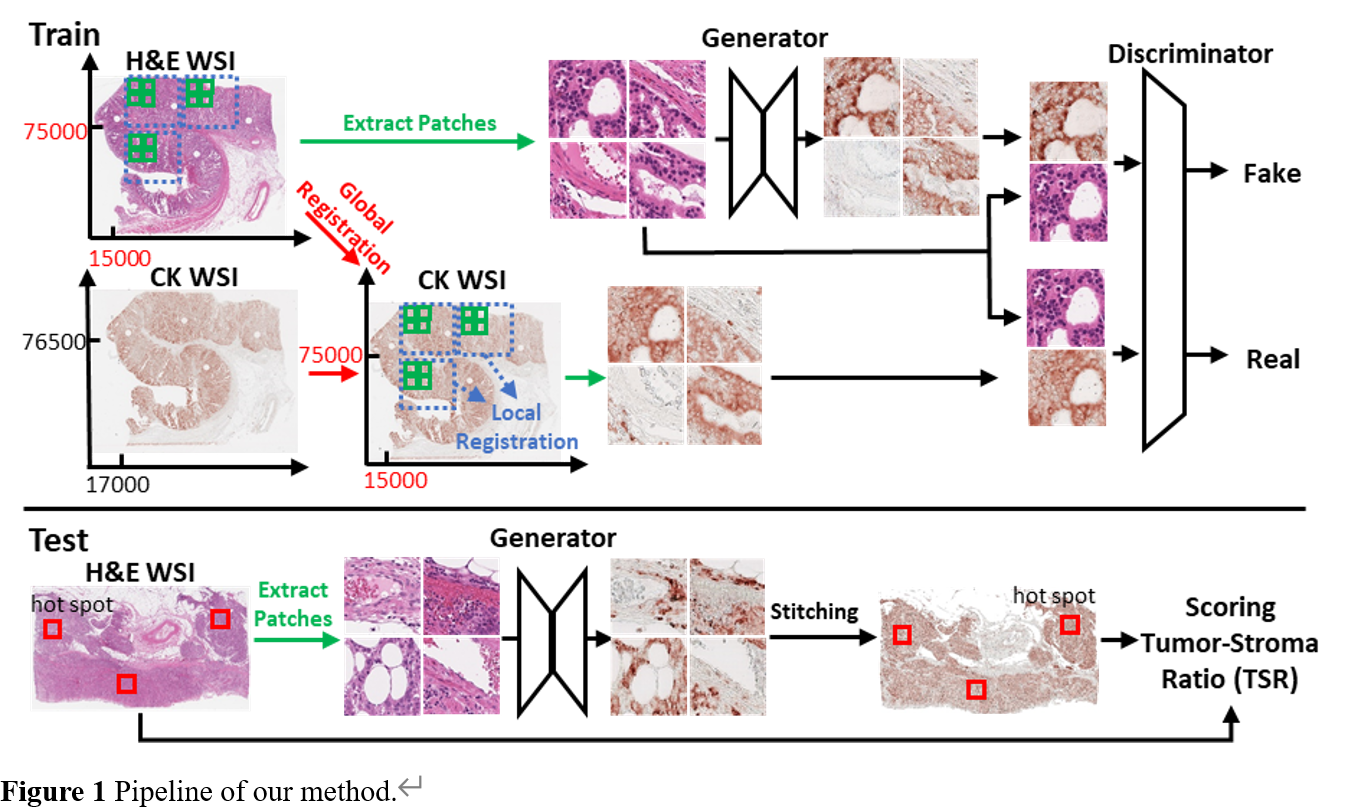 Train
H&E WSI
75000
15000
Extract Patches
Global
Registration
Generator
Discriminator
Fake
CK WSI
76500
17000
CK WSI
75000
15000
Local
Registration
Real
Test
H&E WSI
hot spot
Extract
Patches
Generator
Stitching
hot spot
Scoring
Tumor-Stroma
Ratio (TSR)
Figure 1 Pipeline of our method.